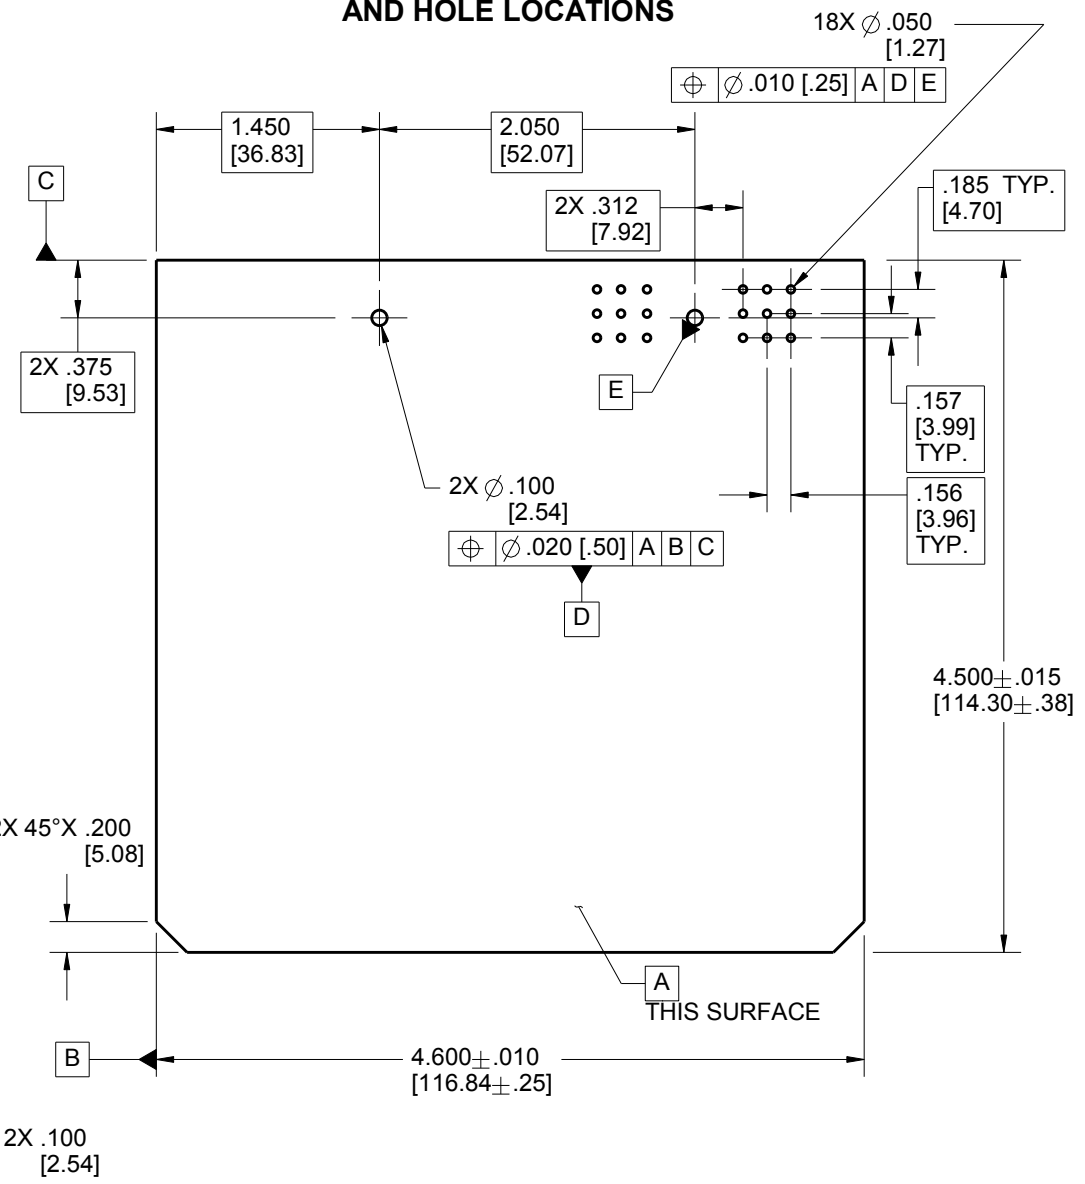 AND HOLE LOCATIONS
18X ⌀ .050
[1.27]
⌖ ⌀ .010 [.25] A D E
1.450
[36.83]
2.050
[52.07]
C
2X .312
[7.92]
.185 TYP.
[4.70]
2X .375
[9.53]
E
.157
[3.99]
TYP.
2X ⌀ .100
[2.54]
.156
[3.96]
TYP.
⌖ ⌀ .020 [.50] A B C
D
4.500±.015
[114.30±.38]
X 45°X .200
[5.08]
A
THIS SURFACE
B
4.600±.010
[116.84±.25]
2X .100
[2.54]